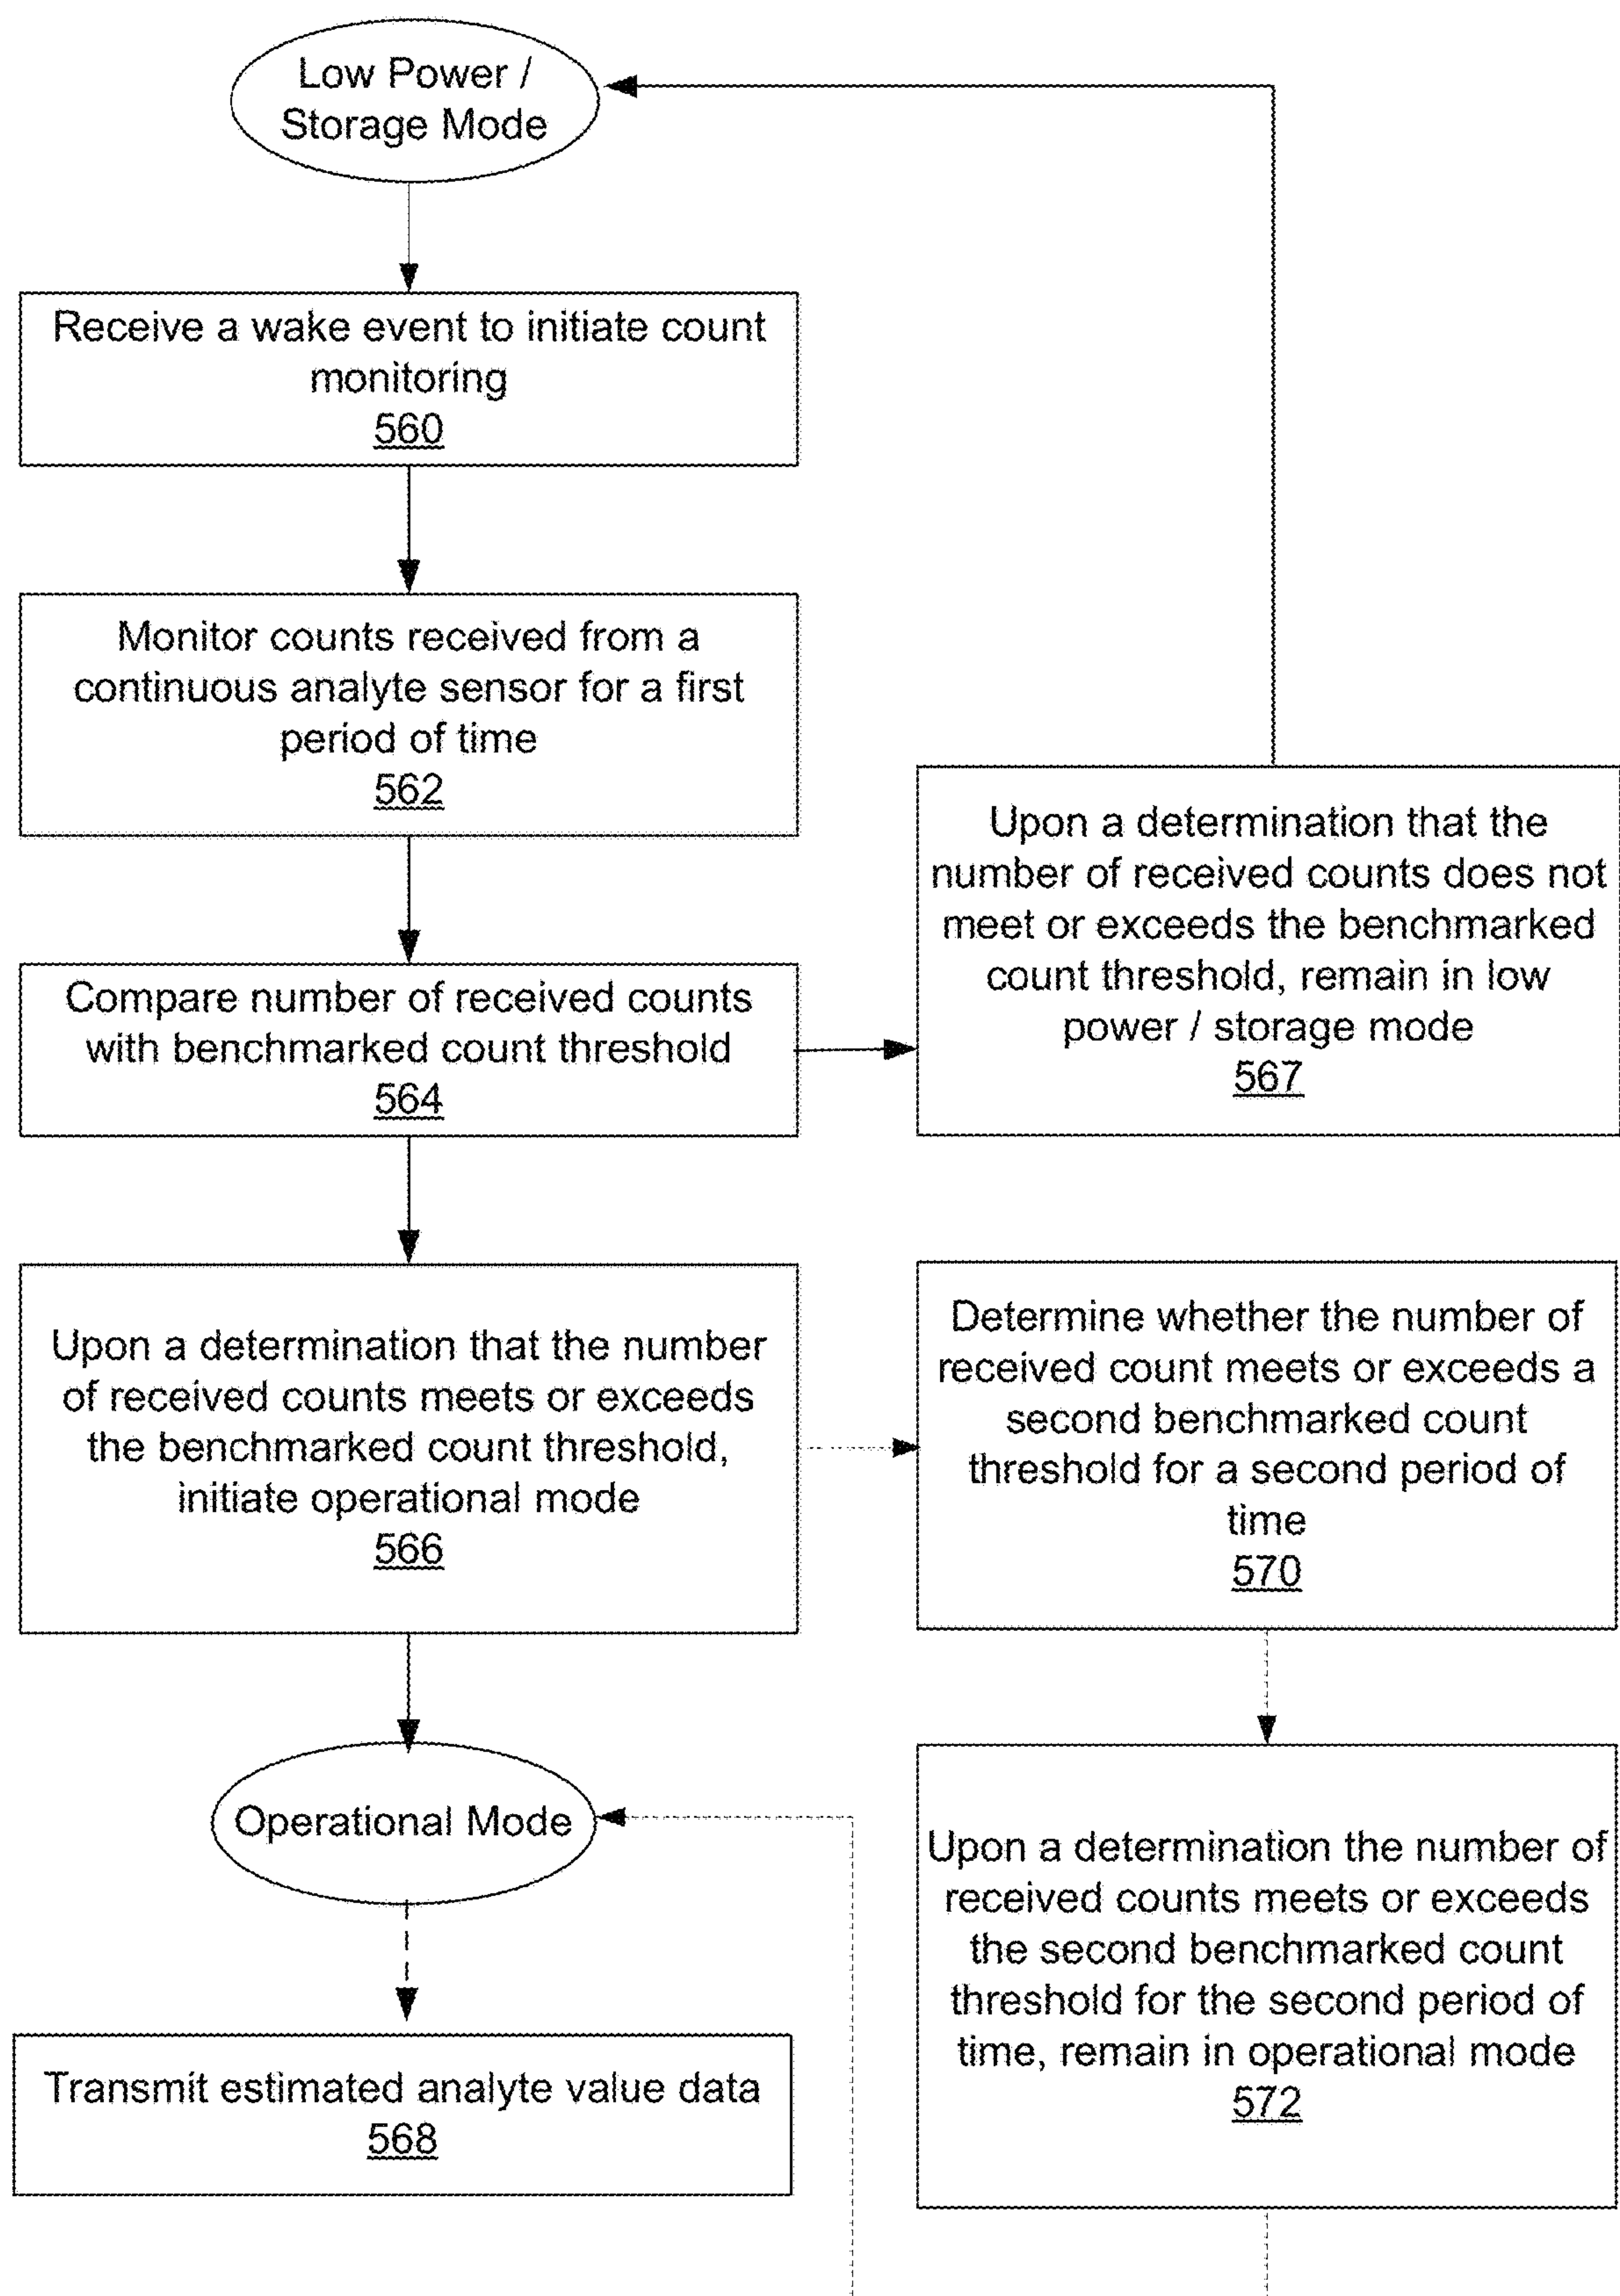 Low Power /
Storage Mode
Receive a wake event to initiate count
monitoring
560
Monitor counts received from a
continuous analyte sensor for a first
period of time
562
Compare number of received counts
with benchmarked count threshold
564
Upon a determination that the
number of received counts does not
meet or exceeds the benchmarked
count threshold, remain in low
power / storage mode
567
Upon a determination that the number
of received counts meets or exceeds
the benchmarked count threshold,
initiate operational mode
566
Determine whether the number of
received count meets or exceeds a
second benchmarked count
threshold for a second period of
time
570
Operational Mode
Upon a determination the number of
received counts meets or exceeds
the second benchmarked count
threshold for the second period of
time, remain in operational mode
572
Transmit estimated analyte value data
568